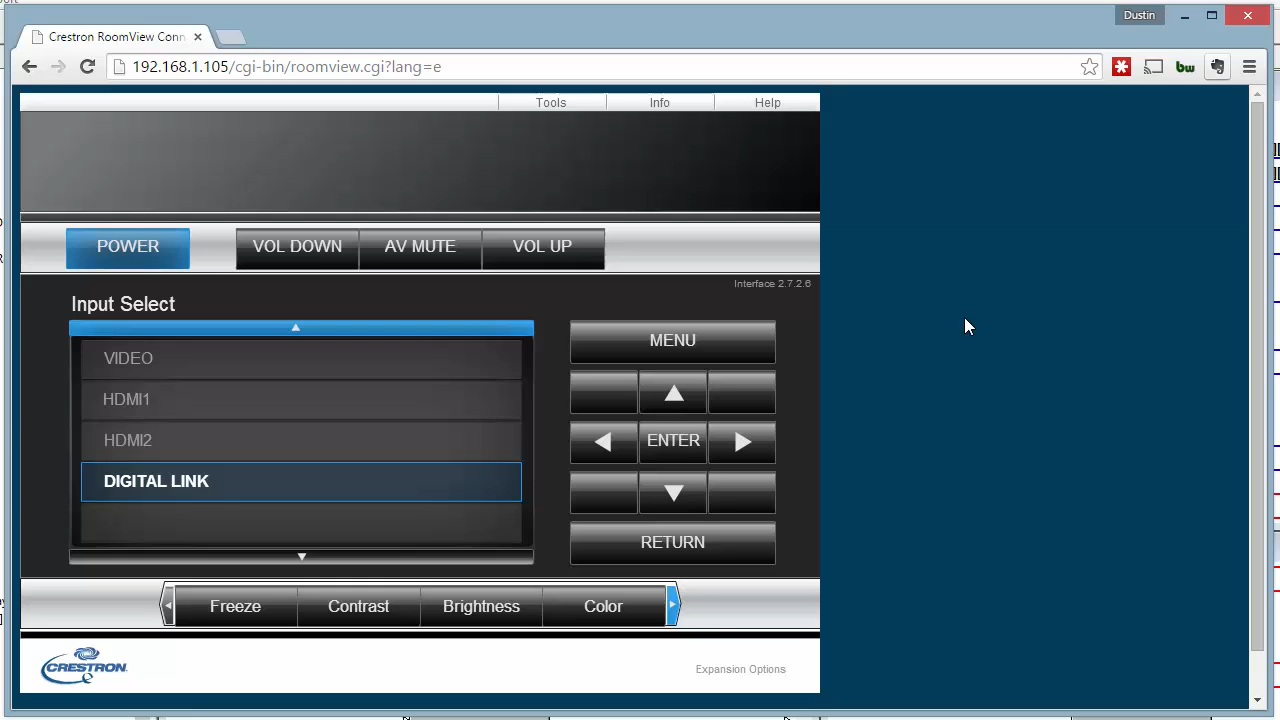 Dustin
Crestron RoomView Conn
192.168.1.105/cgi-bin/roomview.cgi?lang=e
bw
Tools Info Help
POWER VOL DOWN AV MUTE VOL UP
Interface 2.7.2.6
Input Select
VIDEO
HDMI1
HDMI2
DIGITAL LINK
MENU
ENTER
RETURN
Freeze Contrast Brightness Color
CRESTRON
Expansion Options